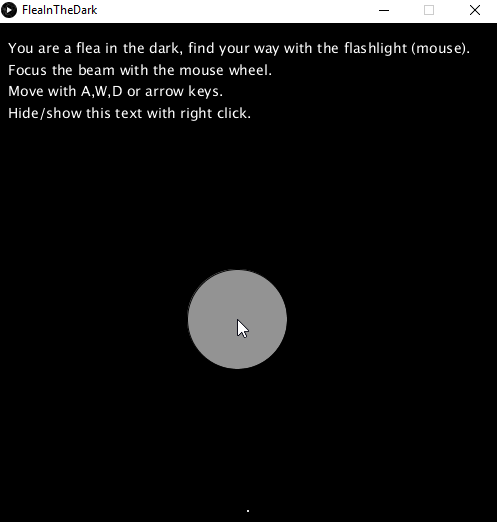 FleaInTheDark
You are a flea in the dark, find your way with the flashlight (mouse).
Focus the beam with the mouse wheel.
Move with A,W,D or arrow keys.
Hide/show this text with right click.